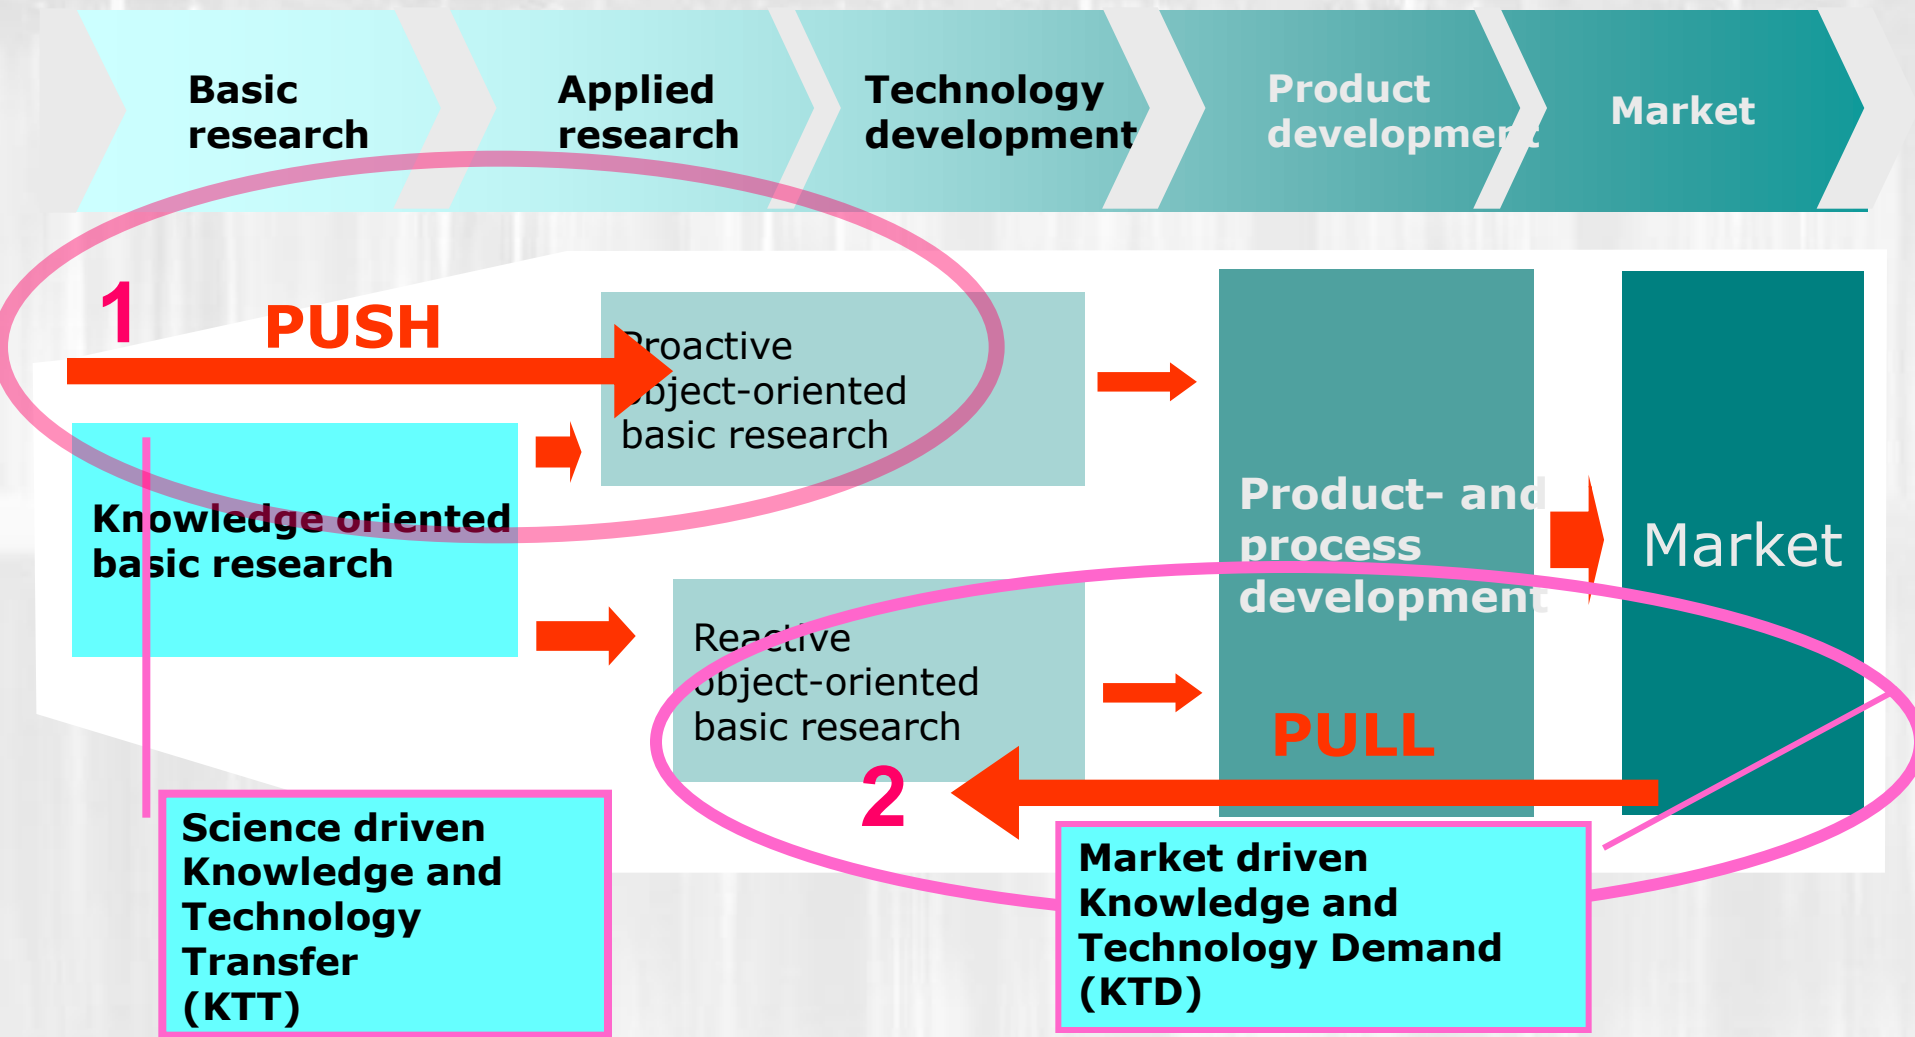 Basic
research
Applied
research
Technology
development
Product
development
Market
1
PUSH
Proactive
object-oriented
basic research
Knowledge oriented
basic research
Product- and
process
development
Market
Reactive
object-oriented
basic research
PULL
2
Science driven
Knowledge and
Technology
Transfer
(KTT)
Market driven
Knowledge and
Technology Demand
(KTD)